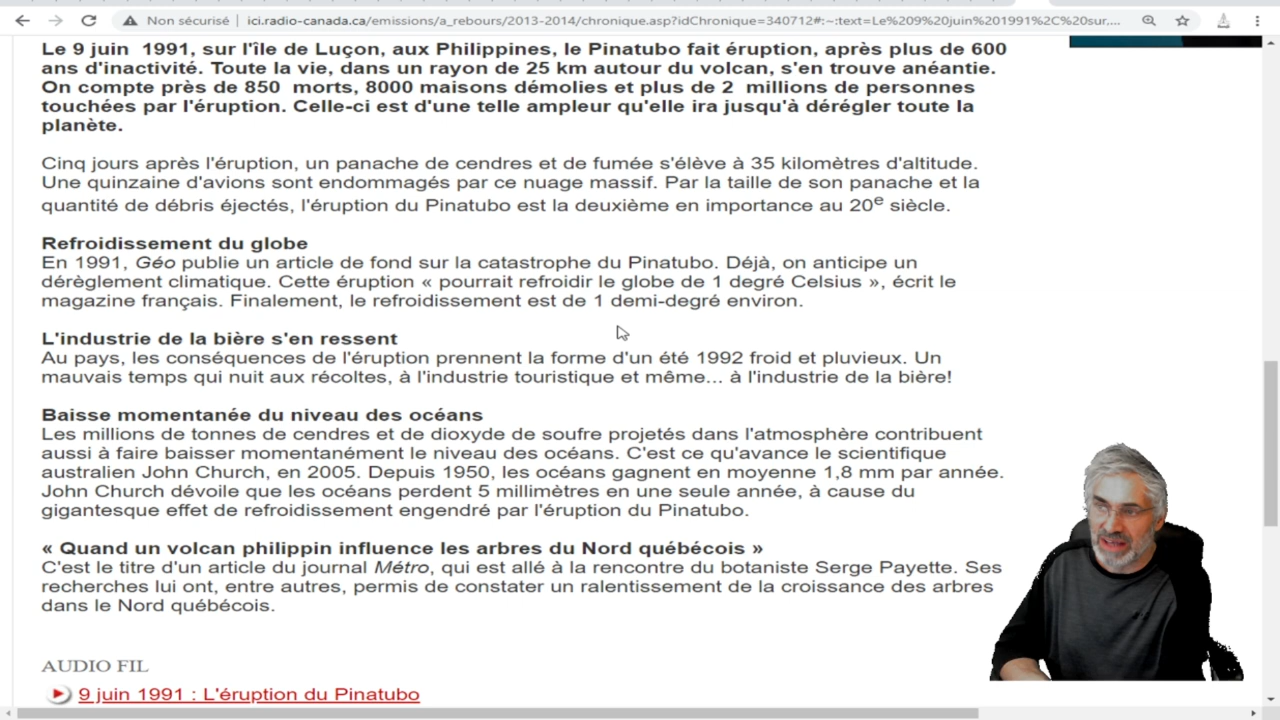 Non sécurisé | ici.radio-canada.ca/emissions/a_rebours/2013-2014/chronique.asp?idChronique=340712#:~:text=Le%209%20juin%201991%2C%20sur,...
Le 9 juin 1991, sur l'île de Luçon, aux Philippines, le Pinatubo fait éruption, après plus de 600
ans d'inactivité. Toute la vie, dans un rayon de 25 km autour du volcan, s'en trouve anéantie.
On compte près de 850 morts, 8000 maisons démolies et plus de 2 millions de personnes
touchées par l'éruption. Celle-ci est d'une telle ampleur qu'elle ira jusqu'à dérégler toute la
planète.
Cinq jours après l'éruption, un panache de cendres et de fumée s'élève à 35 kilomètres d'altitude.
Une quinzaine d'avions sont endommagés par ce nuage massif. Par la taille de son panache et la
quantité de débris éjectés, l'éruption du Pinatubo est la deuxième en importance au 20e siècle.
Refroidissement du globe
En 1991, Géo publie un article de fond sur la catastrophe du Pinatubo. Déjà, on anticipe un
dérèglement climatique. Cette éruption « pourrait refroidir le globe de 1 degré Celsius », écrit le
magazine français. Finalement, le refroidissement est de 1 demi-degré environ.
L'industrie de la bière s'en ressent
Au pays, les conséquences de l'éruption prennent la forme d'un été 1992 froid et pluvieux. Un
mauvais temps qui nuit aux récoltes, à l'industrie touristique et même... à l'industrie de la bière!
Baisse momentanée du niveau des océans
Les millions de tonnes de cendres et de dioxyde de soufre projetés dans l'atmosphère contribuent
aussi à faire baisser momentanément le niveau des océans. C'est ce qu'avance le scientifique
australien John Church, en 2005. Depuis 1950, les océans gagnent en moyenne 1,8 mm par année.
John Church dévoile que les océans perdent 5 millimètres en une seule année, à cause du
gigantesque effet de refroidissement engendré par l'éruption du Pinatubo.
« Quand un volcan philippin influence les arbres du Nord québécois »
C'est le titre d'un article du journal Métro, qui est allé à la rencontre du botaniste Serge Payette. Ses
recherches lui ont, entre autres, permis de constater un ralentissement de la croissance des arbres
dans le Nord québécois.
AUDIO FIL
9 juin 1991 : L'éruption du Pinatubo